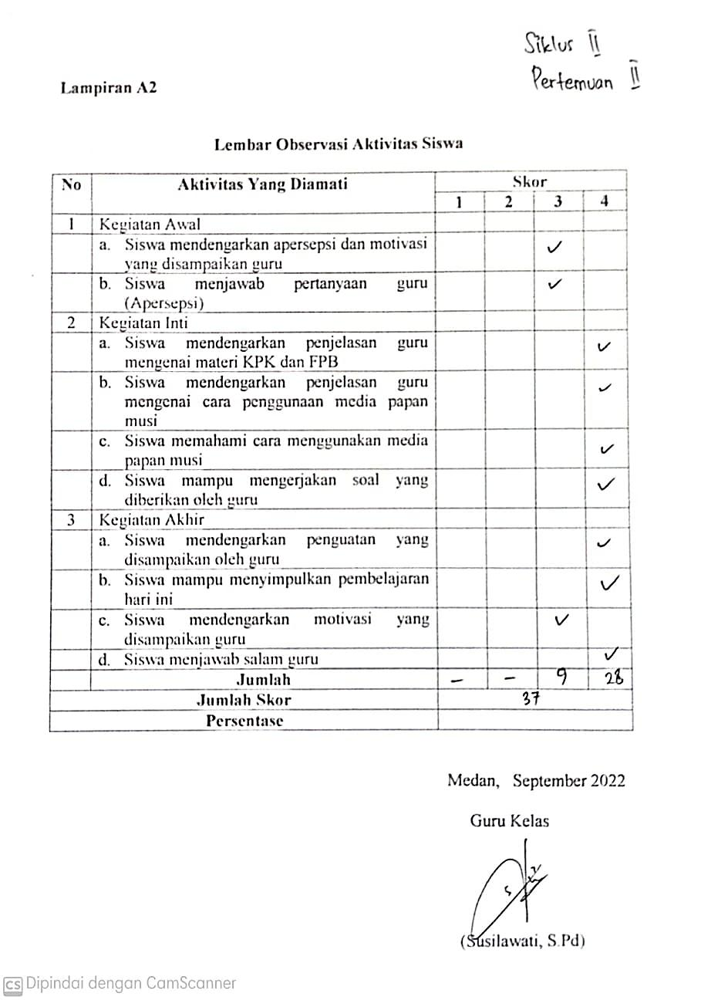 Siklus II
Pertemuan II
Lampiran A2
Lembar Observasi Aktivitas Siswa
No Aktivitas Yang Diamati Skor
1 2 3 4
1 Kegiatan Awal
a. Siswa mendengarkan apersepsi dan motivasi
yang disampaikan guru ✓
b. Siswa menjawab pertanyaan guru ✓
(Apersepsi)
2 Kegiatan Inti
a. Siswa mendengarkan penjelasan guru ✓
mengenai materi KPK dan FPB
b. Siswa mendengarkan penjelasan guru ✓
mengenai cara penggunaan media papan
musi
c. Siswa memahami cara menggunakan media ✓
papan musi
d. Siswa mampu mengerjakan soal yang ✓
diberikan oleh guru
3 Kegiatan Akhir
a. Siswa mendengarkan penguatan yang ✓
disampaikan oleh guru
b. Siswa mampu menyimpulkan pembelajaran ✓
hari ini
c. Siswa mendengarkan motivasi yang ✓
disampaikan guru
d. Siswa menjawab salam guru ✓
Jumlah – – 9 28
Jumlah Skor 37
Persentase
Medan, September 2022
Guru Kelas
(Susilawati, S.Pd)
CS Dipindai dengan CamScanner